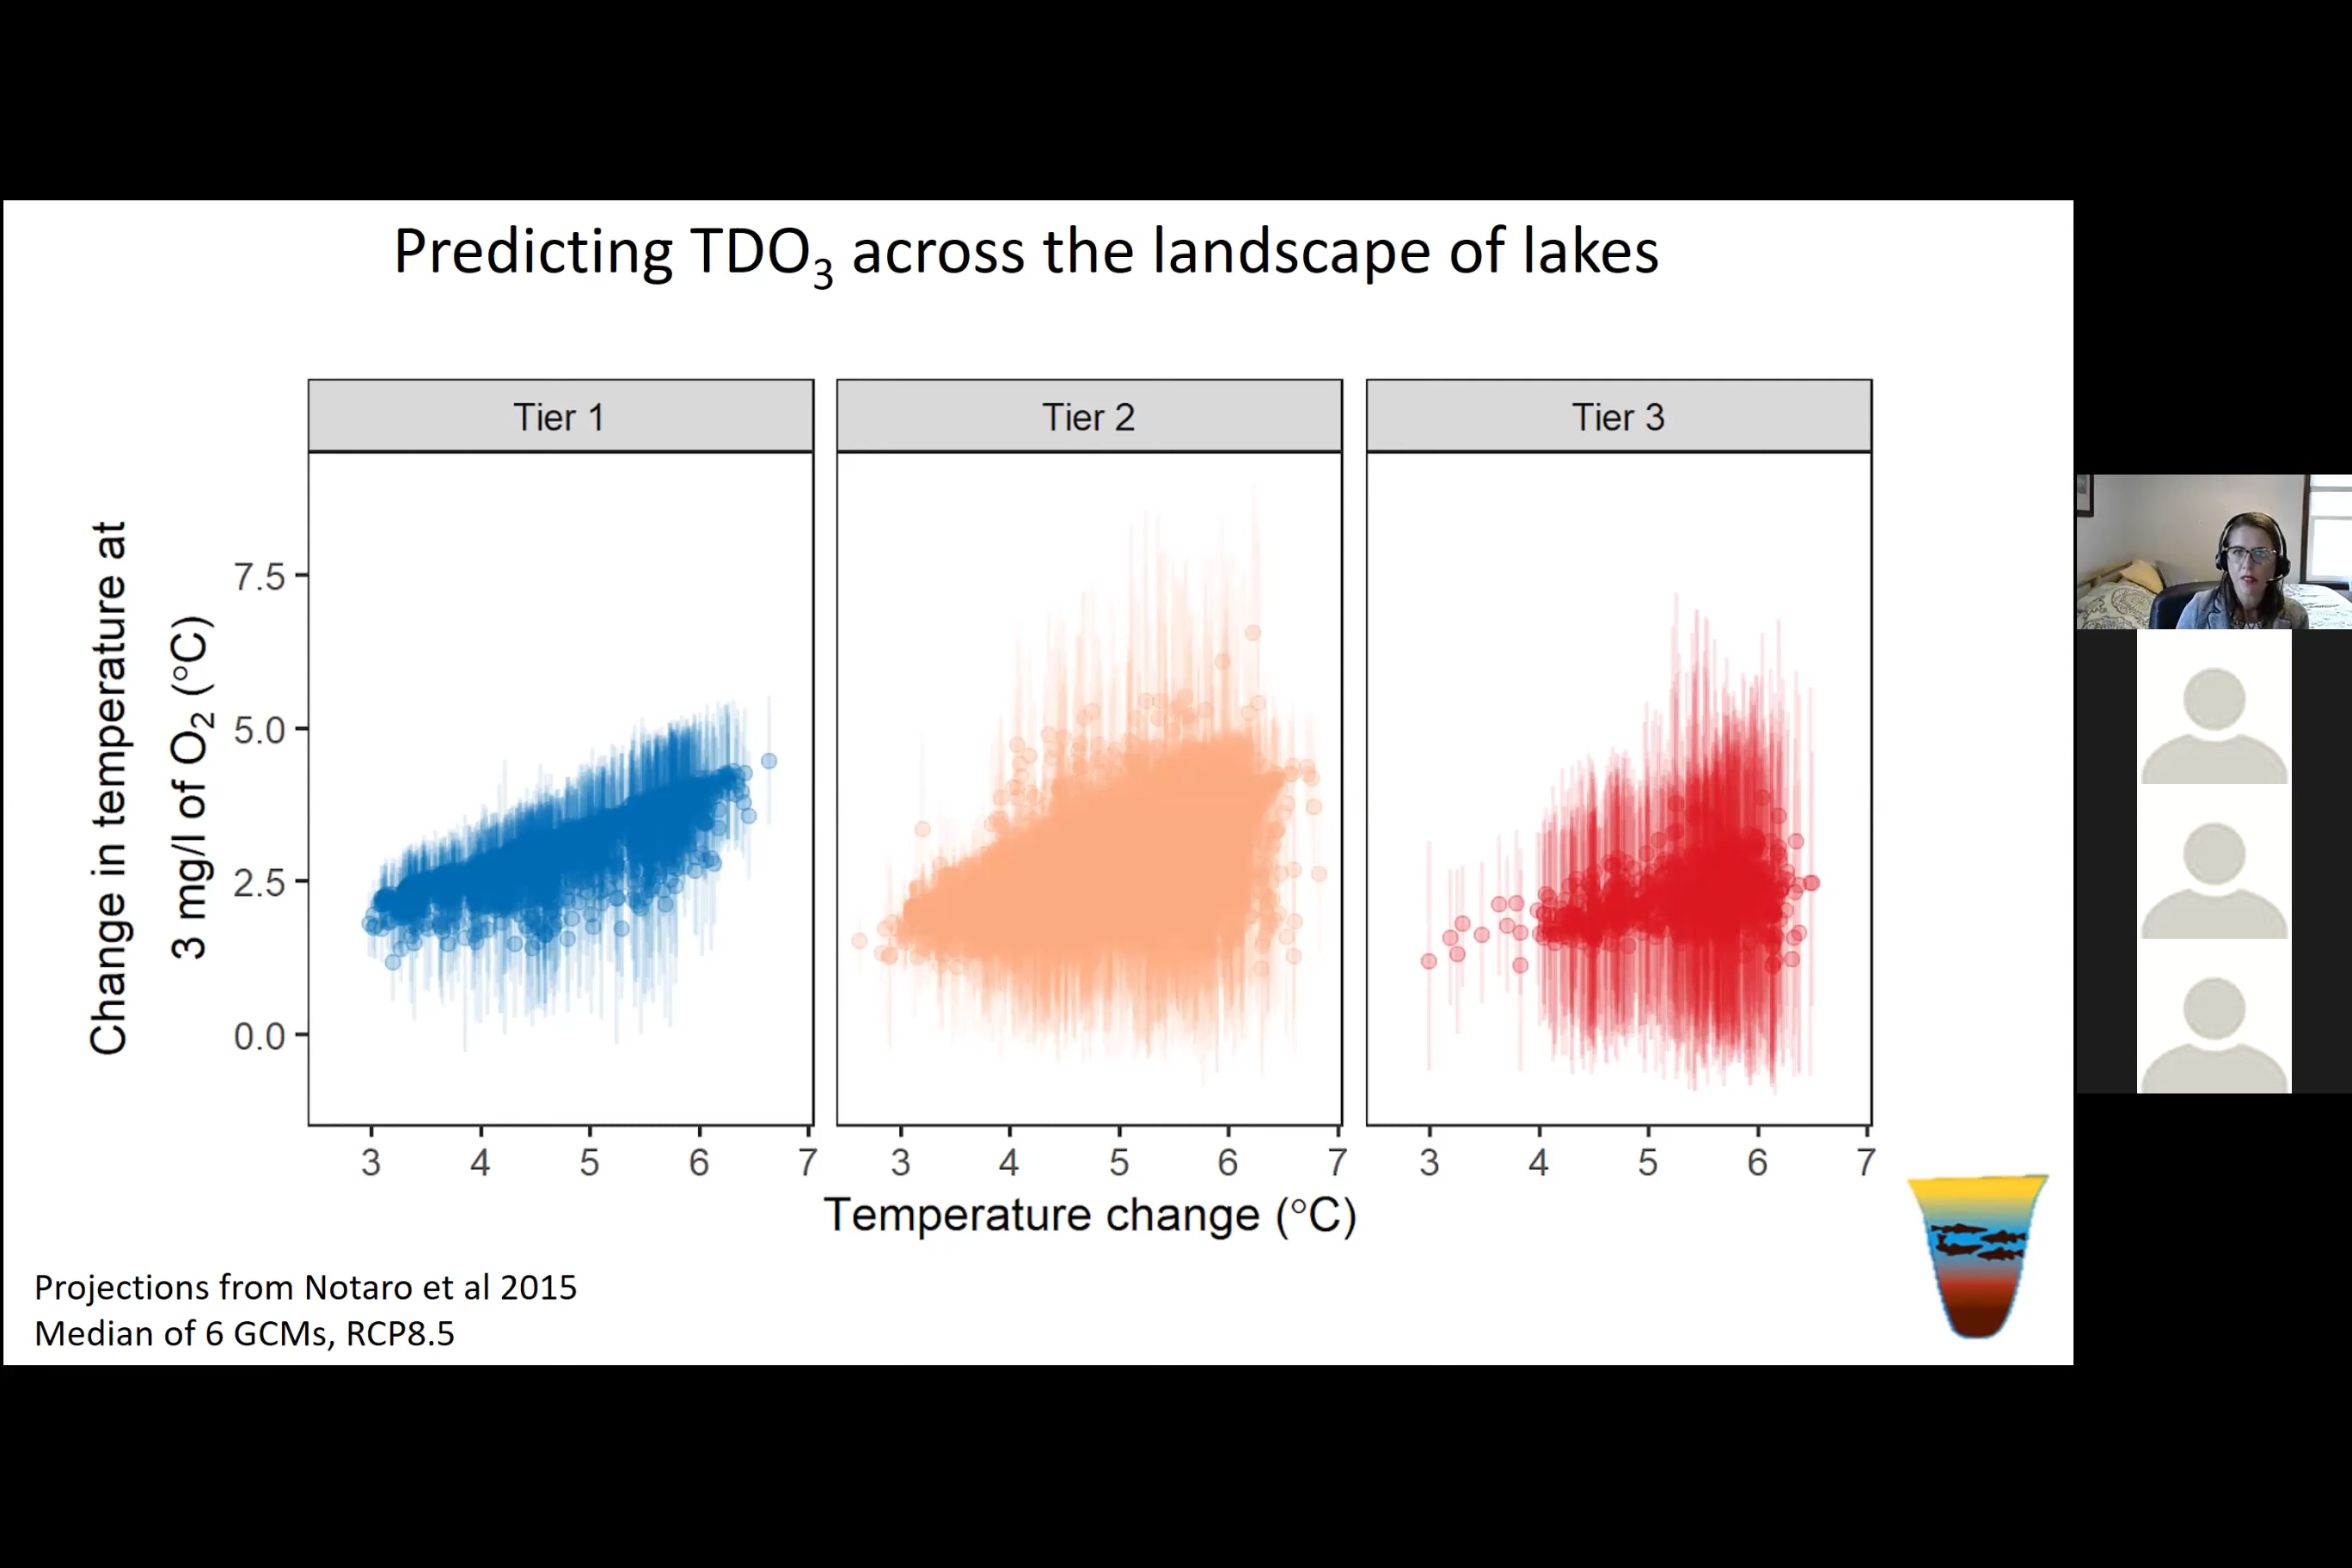 Predicting TDO₃ across the landscape of lakes
Tier 1
Tier 2
Tier 3
Change in temperature at
3 mg/l of O₂ (°C)
7.5
5.0
2.5
0.0
3 4 5 6 7
3 4 5 6 7
3 4 5 6 7
Temperature change (°C)
Projections from Notaro et al 2015
Median of 6 GCMs, RCP8.5